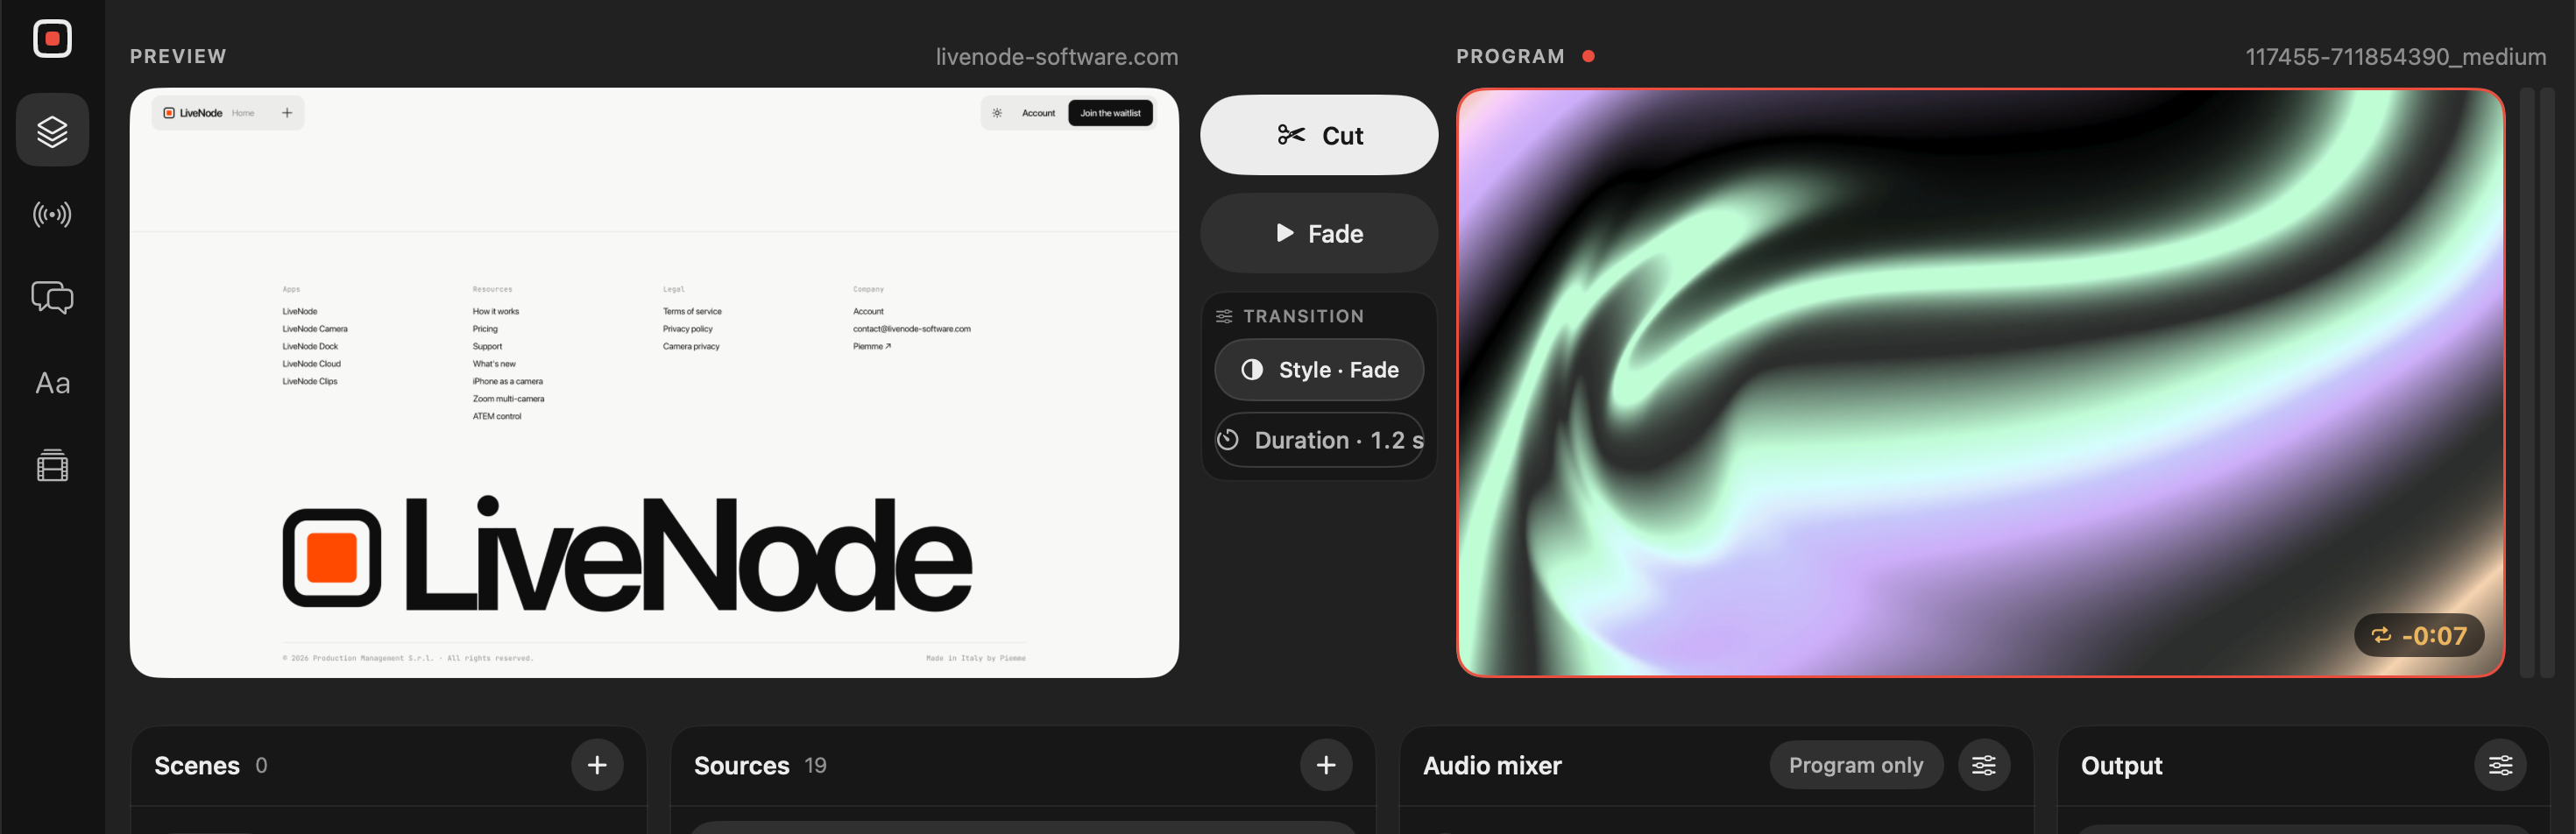 PREVIEW
livenode-software.com
PROGRAM
117455-711854390_medium
LiveNode Home
Account
Join the waitlist
Cut
Fade
TRANSITION
Style · Fade
Duration · 1.2 s
Apps
LiveNode
LiveNode Camera
LiveNode Dock
LiveNode Cloud
LiveNode Clips
Resources
How it works
Pricing
Support
What's new
iPhone as a camera
Zoom multi-camera
ATEM control
Legal
Terms of service
Privacy policy
Camera privacy
Company
Account
contact@livenode-software.com
Piemme ↗
LiveNode
© 2026 Production Management S.r.l. · All rights reserved.
Made in Italy by Piemme
-0:07
Aa
Scenes 0
Sources 19
Audio mixer
Program only
Output